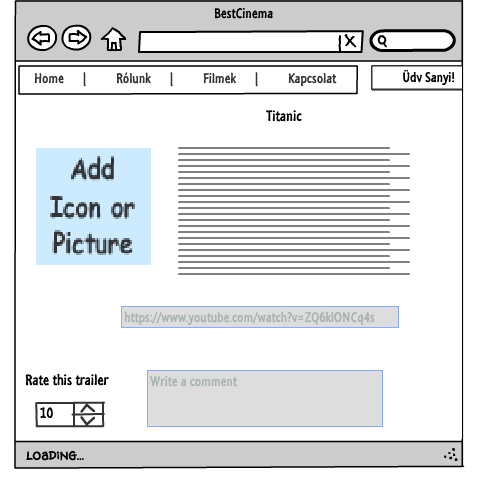 BestCinema
X
Home | Rólunk | Filmek | Kapcsolat
Üdv Sanyi!
Titanic
Add
Icon or
Picture
https://www.youtube.com/watch?v=ZQ6klONCq4s
Rate this trailer
Write a comment
10
LOADING...